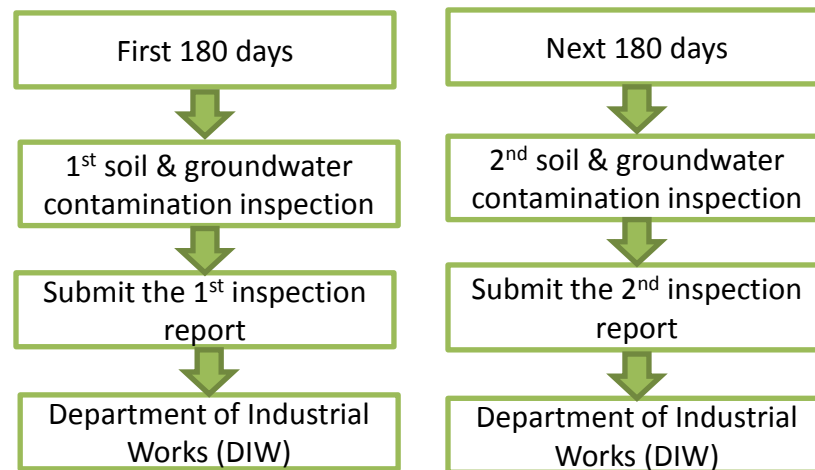 First 180 days
1st soil & groundwater
contamination inspection
Submit the 1st inspection
report
Department of Industrial
Works (DIW)
Next 180 days
2nd soil & groundwater
contamination inspection
Submit the 2nd inspection
report
Department of Industrial
Works (DIW)